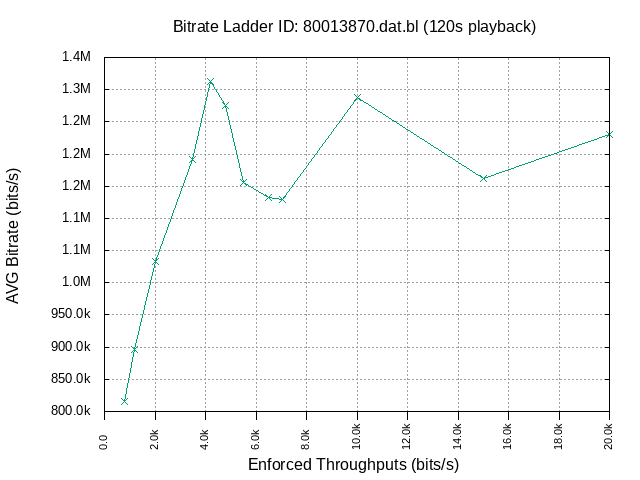 Bitrate Ladder ID: 80013870.dat.bl (120s playback)
1.4M
1.3M
1.2M
1.2M
1.2M
1.1M
1.1M
1.0M
950.0k
900.0k
850.0k
800.0k
AVG Bitrate (bits/s)
0.0
2.0k
4.0k
6.0k
8.0k
10.0k
12.0k
14.0k
16.0k
18.0k
20.0k
Enforced Throughputs (bits/s)